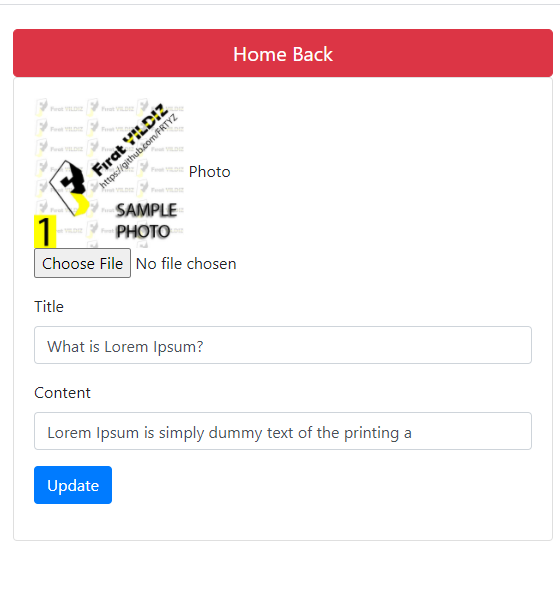 Home Back
Fırat YILDIZ
https://github.com/FRTYZ
SAMPLE
PHOTO
1
Photo
Choose File No file chosen
Title
What is Lorem Ipsum?
Content
Lorem Ipsum is simply dummy text of the printing a
Update